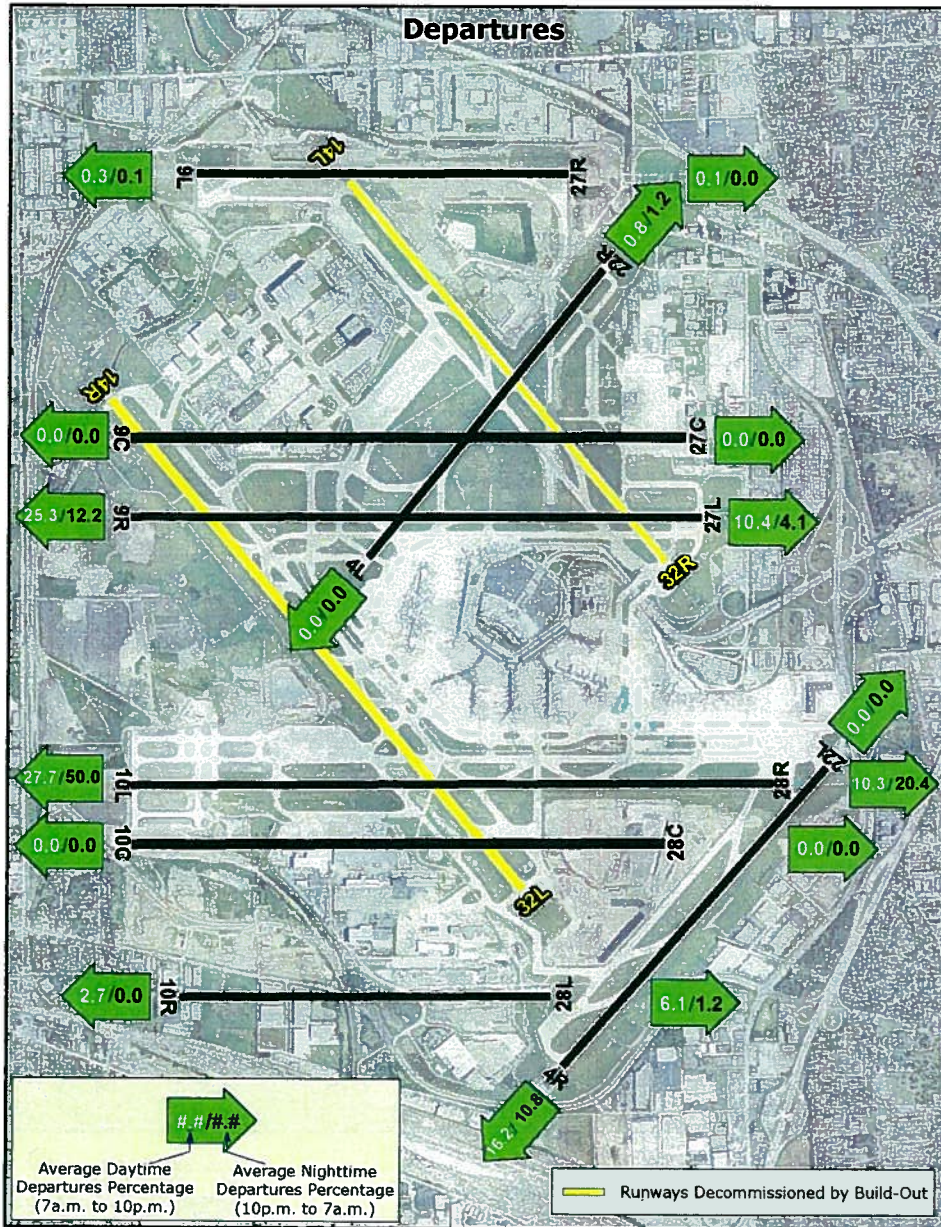 Departures
14L
0.3/0.1
9L
27R
0.1/0.0
0.8/1.2
22R
14R
0.0/0.0
9C
27C
0.0/0.0
25.3/12.2
9R
27L
10.4/4.1
4L
32R
0.0/0.0
0.0/0.0
22L
27.7/50.0
10L
28R
10.3/20.4
0.0/0.0
10C
28C
0.0/0.0
32L
2.7/0.0
10R
28L
6.1/1.2
4R
16.2/10.8
#.#/#.#
Average Daytime Departures Percentage (7a.m. to 10p.m.)
Average Nighttime Departures Percentage (10p.m. to 7a.m.)
Runways Decommissioned by Build-Out